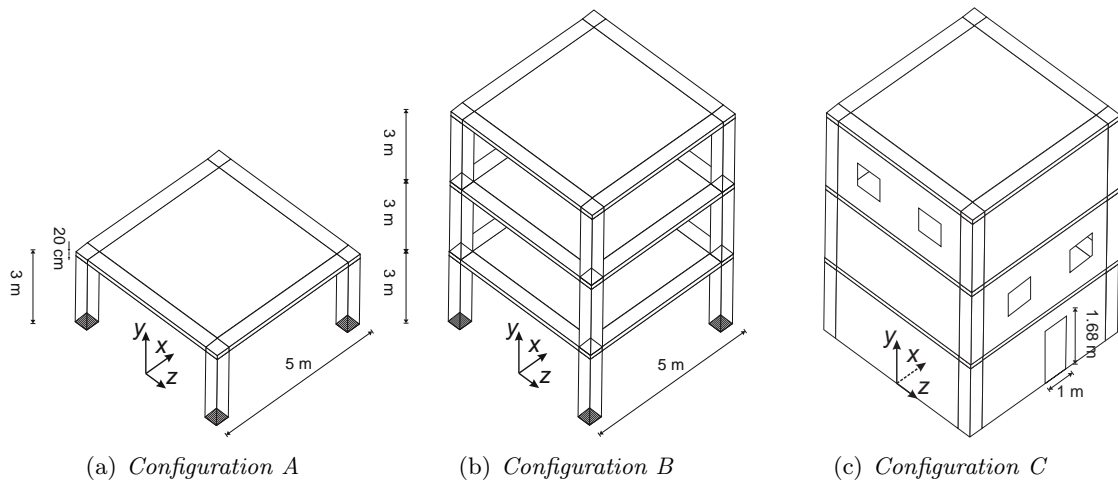 3 m
20 cm
y
x
z
5 m
(a) Configuration A
3 m
3 m
3 m
y
x
z
5 m
(b) Configuration B
y
x
z
1.68 m
1 m
(c) Configuration C